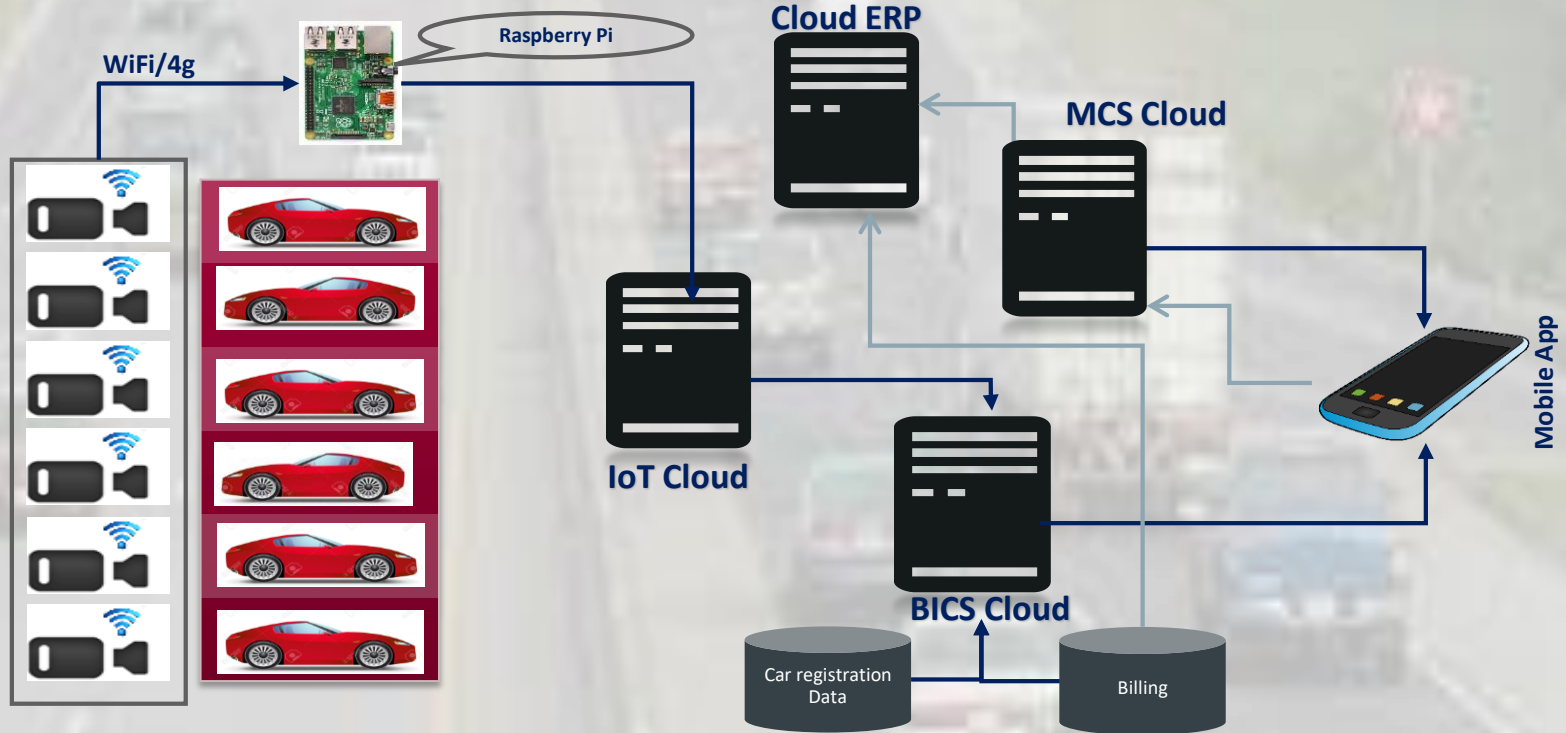 Cloud ERP
Raspberry Pi
WiFi/4g
MCS Cloud
Mobile App
IoT Cloud
BICS Cloud
Car registration
Data
Billing